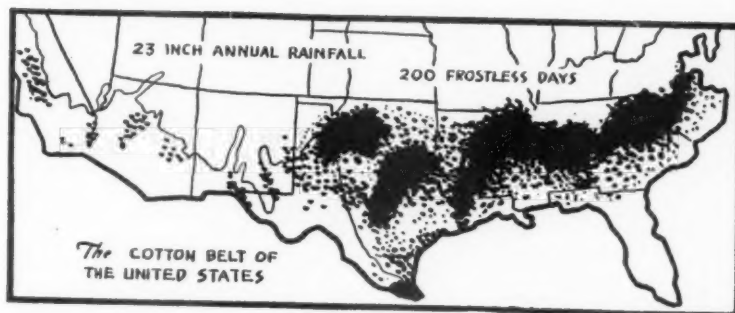 23 INCH ANNUAL RAINFALL
200 FROSTLESS DAYS
The COTTON BELT OF
THE UNITED STATES